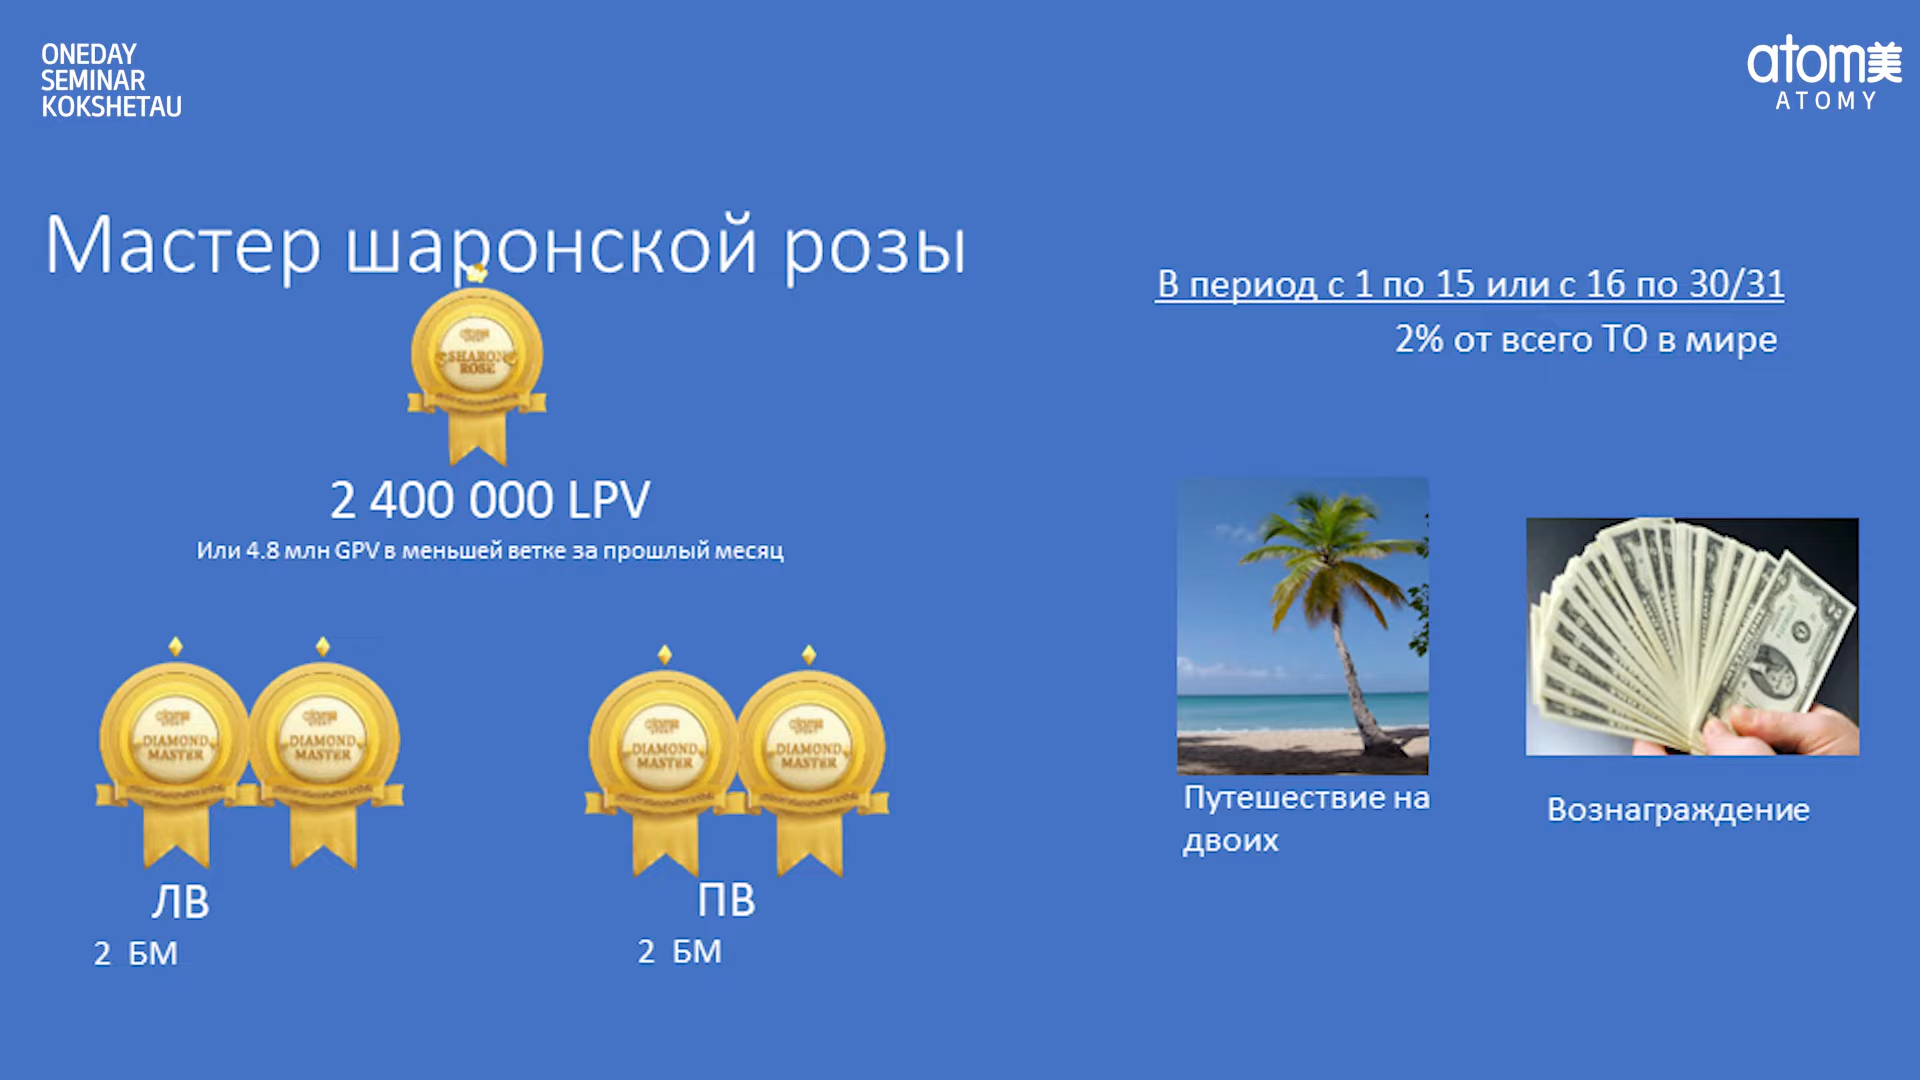 ONEDAY
SEMINAR
KOKSHETAU
atom美
ATOMY
Мастер шаронской розы
SHARON
ROSE
2 400 000 LPV
Или 4.8 млн GPV в меньшей ветке за прошлый месяц
DIAMOND
MASTER
DIAMOND
MASTER
ЛВ
2 БМ
DIAMOND
MASTER
DIAMOND
MASTER
ПВ
2 БМ
В период с 1 по 15 или с 16 по 30/31
2% от всего ТО в мире
Путешествие на
двоих
Вознаграждение